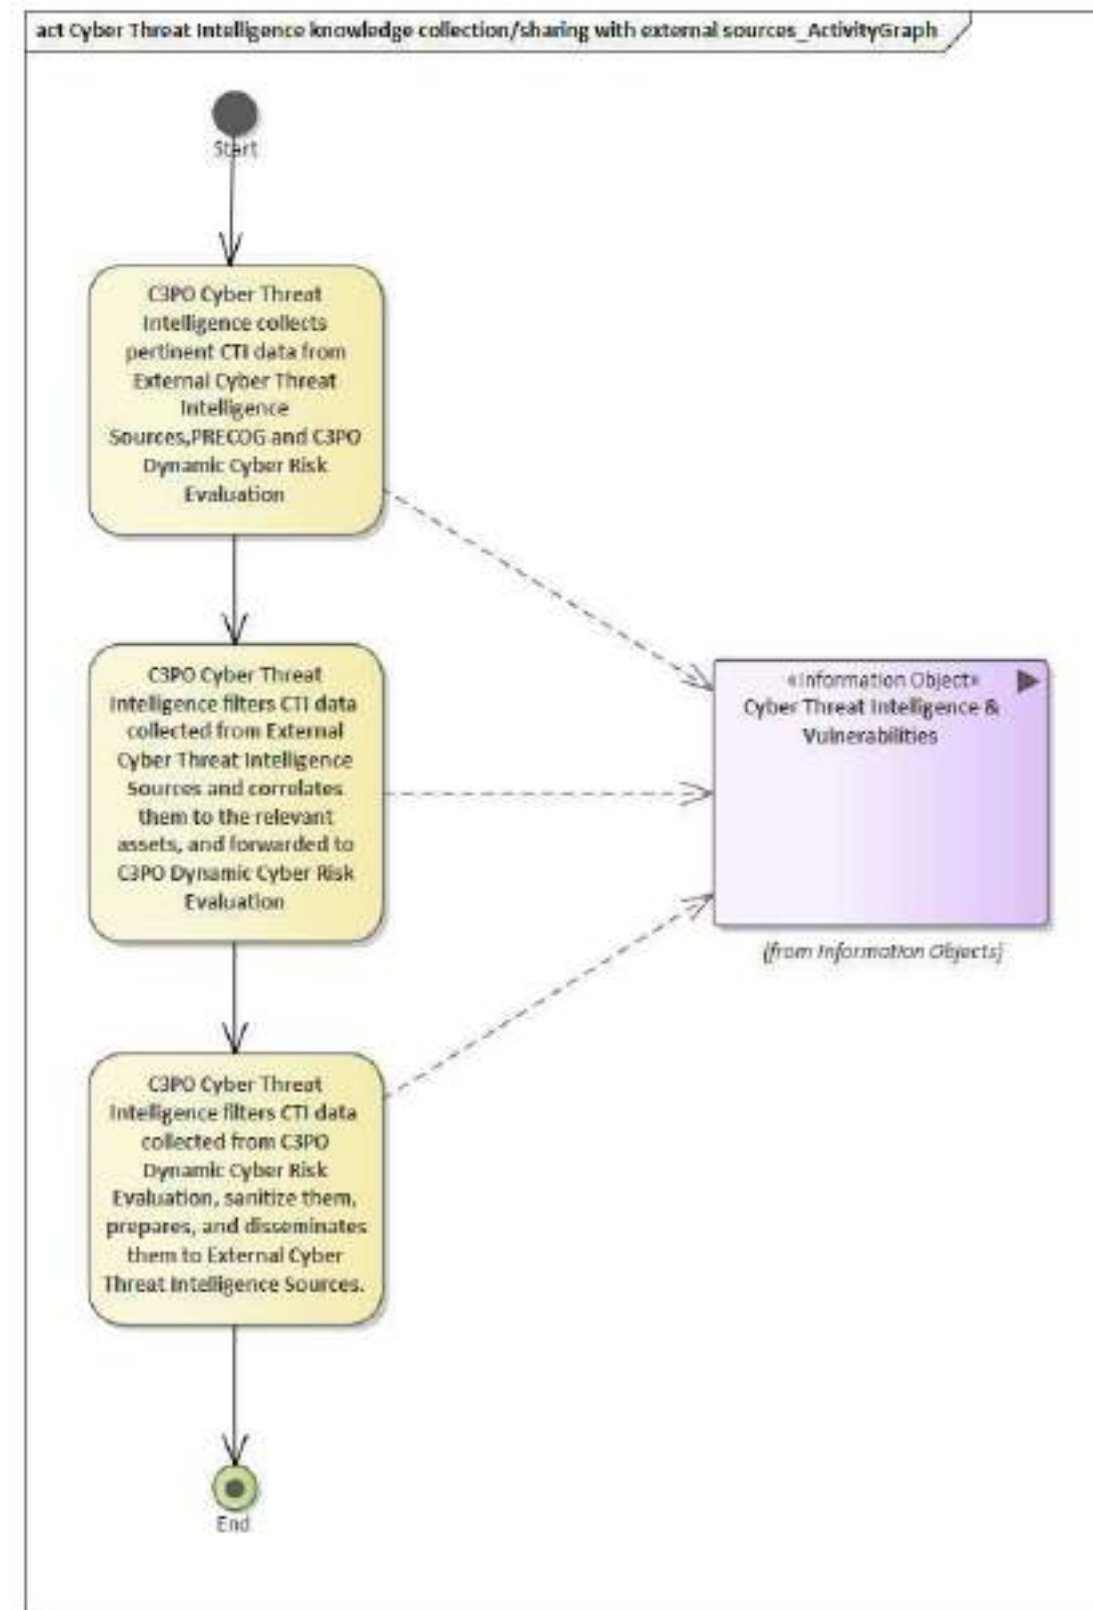 act Cyber Threat Intelligence knowledge collection/sharing with external sources_ActivityGraph
Start
C3PO Cyber Threat
Intelligence collects
pertinent CTI data from
External Cyber Threat
Intelligence
Sources,PRECOG and C3PO
Dynamic Cyber Risk
Evaluation
C3PO Cyber Threat
Intelligence filters CTI data
collected from External
Cyber Threat Intelligence
Sources and correlates
them to the relevant
assets, and forwarded to
C3PO Dynamic Cyber Risk
Evaluation
«Information Object»
Cyber Threat Intelligence &
Vulnerabilities
(from Information Objects)
C3PO Cyber Threat
Intelligence filters CTI data
collected from C3PO
Dynamic Cyber Risk
Evaluation, sanitize them,
prepares, and disseminates
them to External Cyber
Threat Intelligence Sources.
End